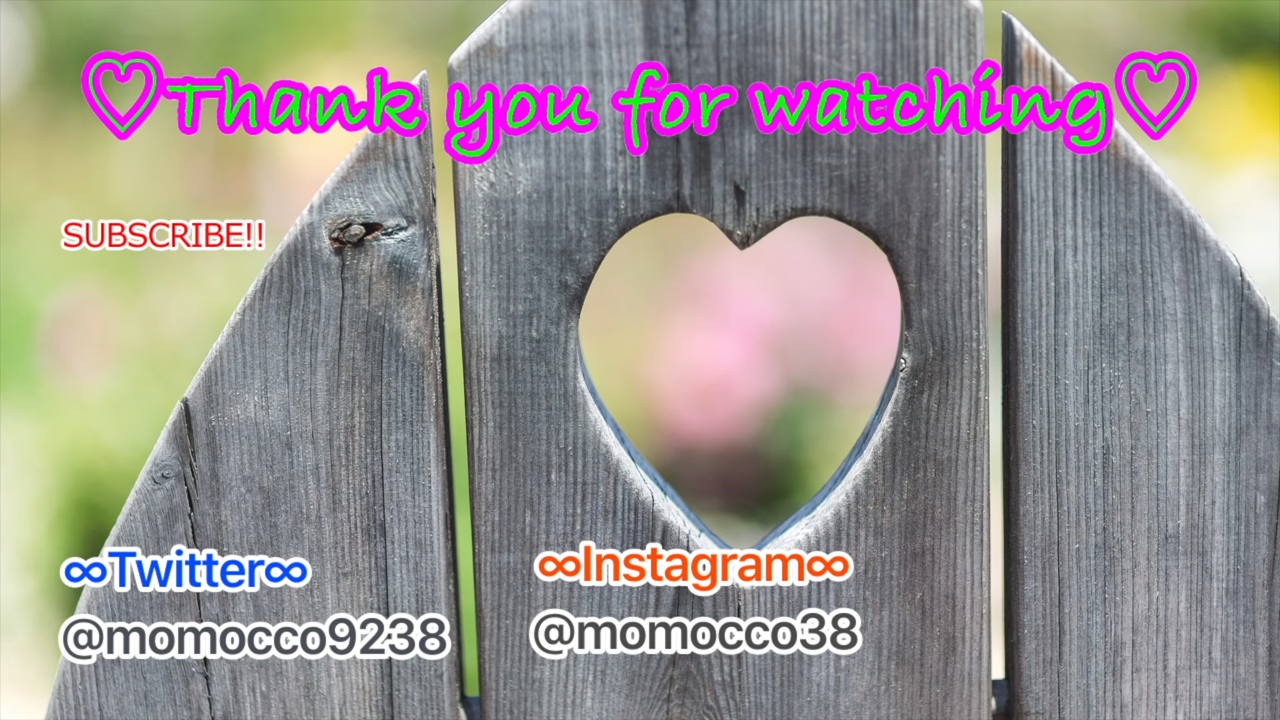 ♡Thank you for watching♡
SUBSCRIBE!!
∞Twitter∞
@momocco9238
∞Instagram∞
@momocco38